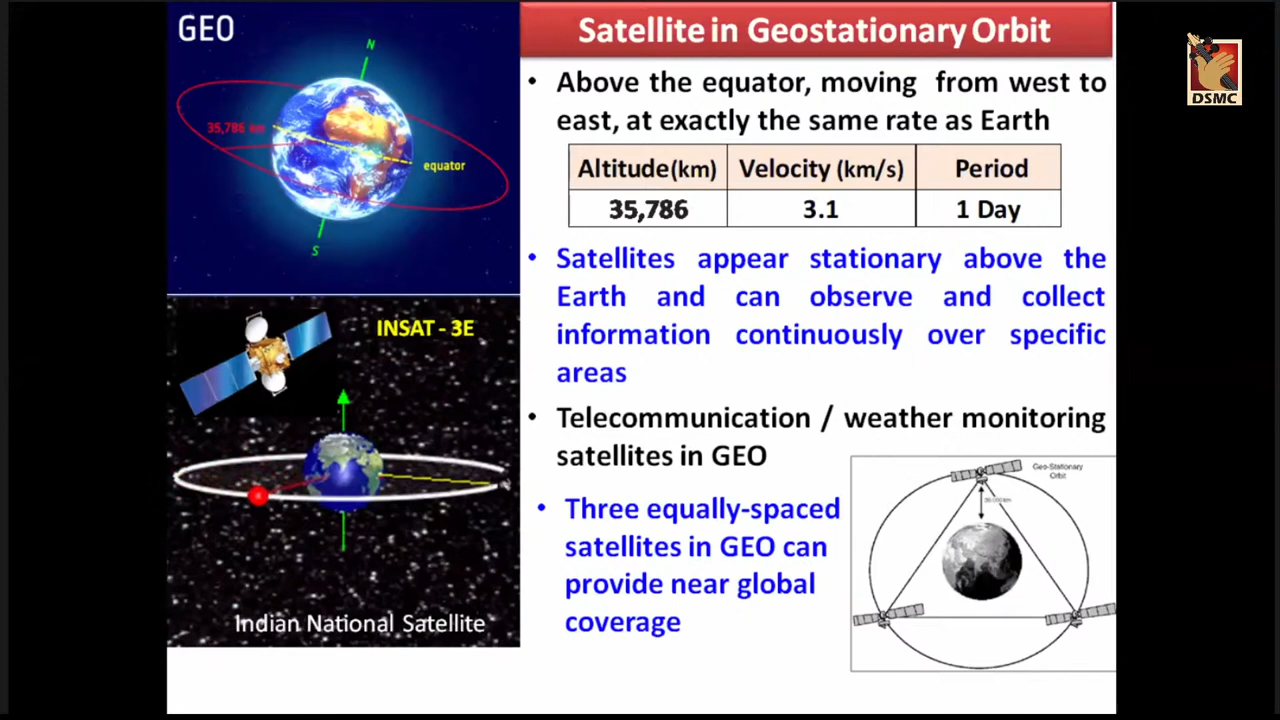 GEO
N
35,786 km
equator
S
INSAT - 3E
Indian National Satellite
Satellite in Geostationary Orbit
• Above the equator, moving from west to
east, at exactly the same rate as Earth
Altitude(km) Velocity (km/s) Period
35,786 3.1 1 Day
• Satellites appear stationary above the
Earth and can observe and collect
information continuously over specific
areas
• Telecommunication / weather monitoring
satellites in GEO
• Three equally-spaced
satellites in GEO can
provide near global
coverage
Geo-Stationary
Orbit
DSMC